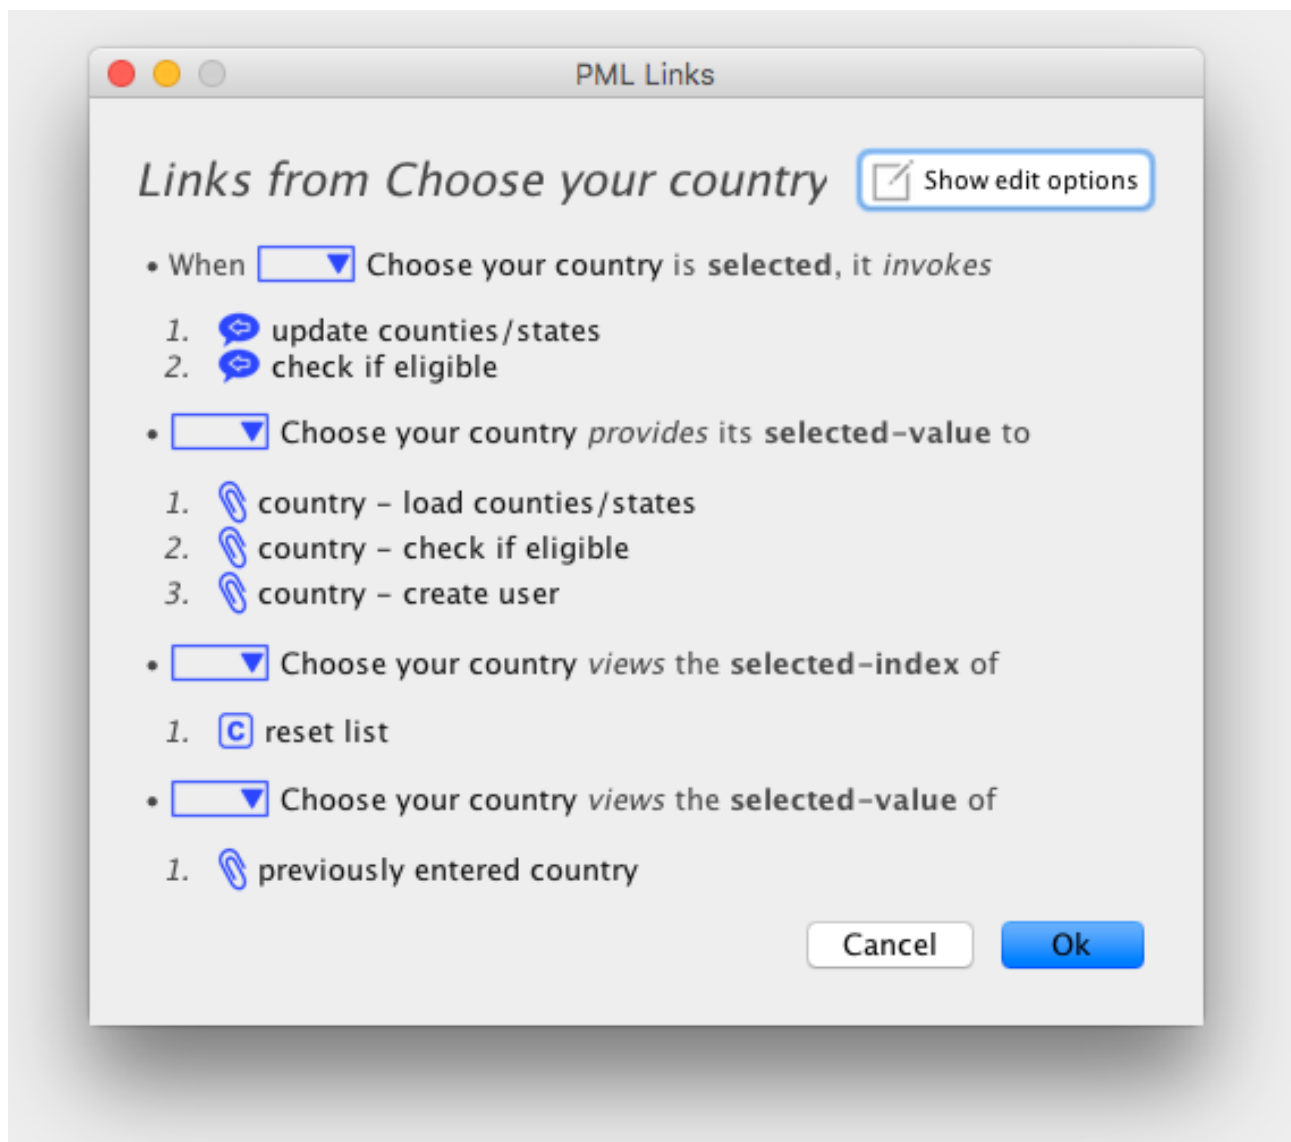 PML Links
Links from Choose your country
Show edit options
• When Choose your country is selected, it invokes
1. update counties/states
2. check if eligible
• Choose your country provides its selected-value to
1. country – load counties/states
2. country – check if eligible
3. country – create user
• Choose your country views the selected-index of
1. C reset list
• Choose your country views the selected-value of
1. previously entered country
Cancel
Ok